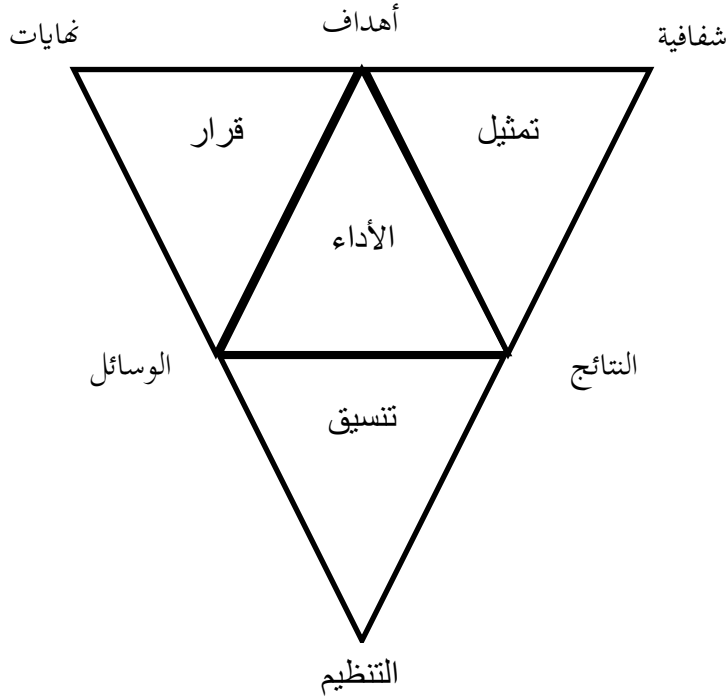 أهداف
شفافية
نهايات
تمثيل
قرار
الأداء
النتائج
الوسائل
تنسيق
التنظيم